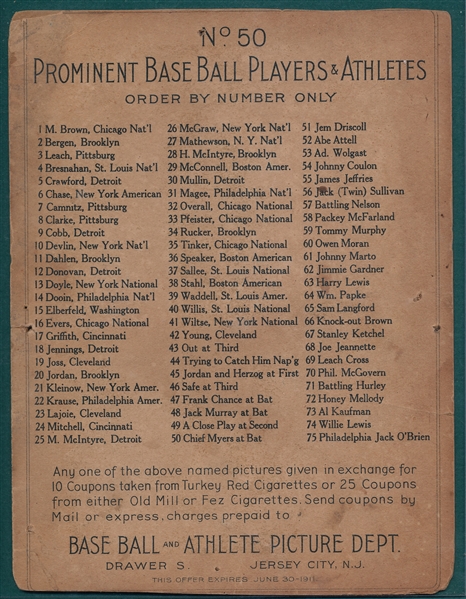 No 50
PROMINENT BASE BALL PLAYERS & ATHLETES
ORDER BY NUMBER ONLY
1 M. Brown, Chicago Nat'l
2 Bergen, Brooklyn
3 Leach, Pittsburg
4 Bresnahan, St. Louis Nat'l
5 Crawford, Detroit
6 Chase, New York American
7 Camnitz, Pittsburg
8 Clarke, Pittsburg
9 Cobb, Detroit
10 Devlin, New York Nat'l
11 Dahlen, Brooklyn
12 Donovan, Detroit
13 Doyle, New York National
14 Dooin, Philadelphia Nat'l
15 Elberfeld, Washington
16 Evers, Chicago National
17 Griffith, Cincinnati
18 Jennings, Detroit
19 Joss, Cleveland
20 Jordan, Brooklyn
21 Kleinow, New York Amer.
22 Krause, Philadelphia Amer.
23 Lajoie, Cleveland
24 Mitchell, Cincinnati
25 M. McIntyre, Detroit
26 McGraw, New York Nat'l
27 Mathewson, N. Y. Nat'l
28 H. McIntyre, Brooklyn
29 McConnell, Boston Amer.
30 Mullin, Detroit
31 Magee, Philadelphia Nat'l
32 Overall, Chicago National
33 Pfeister, Chicago National
34 Rucker, Brooklyn
35 Tinker, Chicago National
36 Speaker, Boston American
37 Sallee, St. Louis National
38 Stahl, Boston American
39 Waddell, St. Louis Amer.
40 Willis, St. Louis National
41 Wiltse, New York National
42 Young, Cleveland
43 Out at Third
44 Trying to Catch Him Nap'g
45 Jordan and Herzog at First
46 Safe at Third
47 Frank Chance at Bat
48 Jack Murray at Bat
49 A Close Play at Second
50 Chief Myers at Bat
51 Jem Driscoll
52 Abe Attell
53 Ad. Wolgast
54 Johnny Coulon
55 James Jeffries
56 Jack (Twin) Sullivan
57 Battling Nelson
58 Packey McFarland
59 Tommy Murphy
60 Owen Moran
61 Johnny Marto
62 Jimmie Gardner
63 Harry Lewis
64 Wm. Papke
65 Sam Langford
66 Knock-out Brown
67 Stanley Ketchel
68 Joe Jeannette
69 Leach Cross
70 Phil. McGovern
71 Battling Hurley
72 Honey Mellody
73 Al Kaufman
74 Willie Lewis
75 Philadelphia Jack O'Brien
Any one of the above named pictures given in exchange for
10 Coupons taken from Turkey Red Cigarettes or 25 Coupons
from either Old Mill or Fez Cigarettes. Send coupons by
Mail or express, charges prepaid to
BASE BALL AND ATHLETE PICTURE DEPT.
DRAWER S. JERSEY CITY, N.J.
THIS OFFER EXPIRES JUNE 30-1911